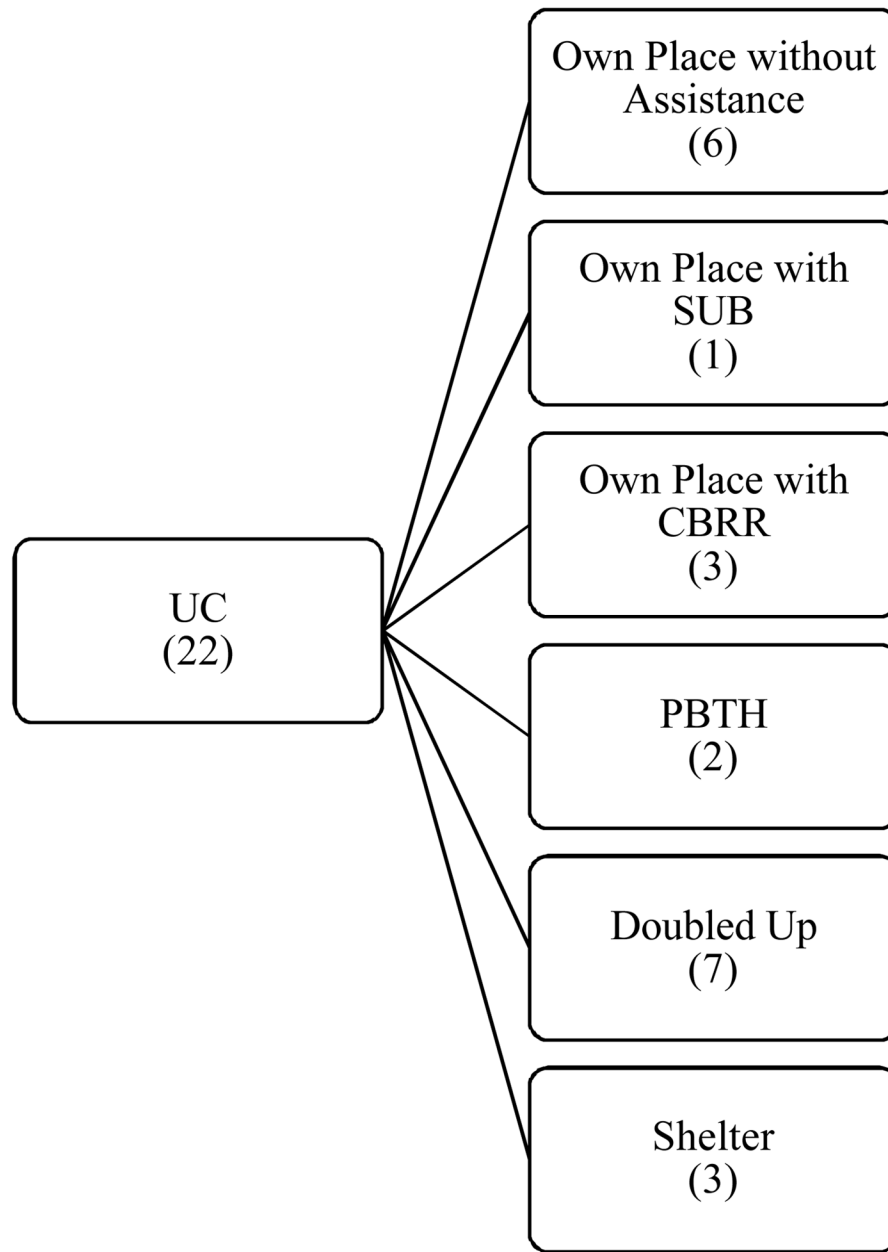 Own Place without
Assistance
(6)
Own Place with
SUB
(1)
Own Place with
CBRR
(3)
UC
(22)
PBTH
(2)
Doubled Up
(7)
Shelter
(3)